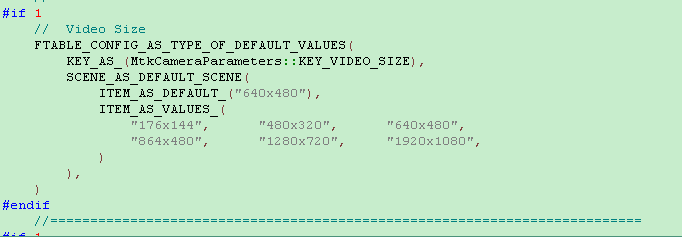 #if 1
//  Video Size
FTABLE_CONFIG_AS_TYPE_OF_DEFAULT_VALUES(
KEY_AS_(MtkCameraParameters::KEY_VIDEO_SIZE),
SCENE_AS_DEFAULT_SCENE(
ITEM_AS_DEFAULT_("640x480"),
ITEM_AS_VALUES_(
"176x144",      "480x320",      "640x480",
"864x480",      "1280x720",     "1920x1080",
)
),
)
#endif
//==========================================================================
#if 1